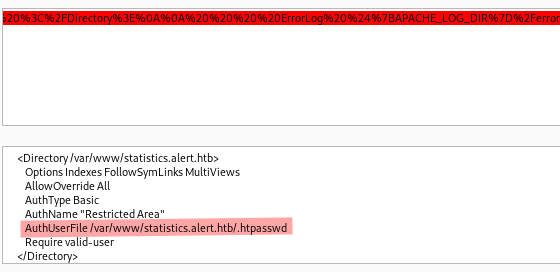 %20%3C%2FDirectory%3E%0A%0A%20%20%20%20ErrorLog%20%24%7BAPACHE_LOG_DIR%7D%2Ferror
<Directory /var/www/statistics.alert.htb>
Options Indexes FollowSymLinks MultiViews
AllowOverride All
AuthType Basic
AuthName "Restricted Area"
AuthUserFile /var/www/statistics.alert.htb/.htpasswd
Require valid-user
</Directory>